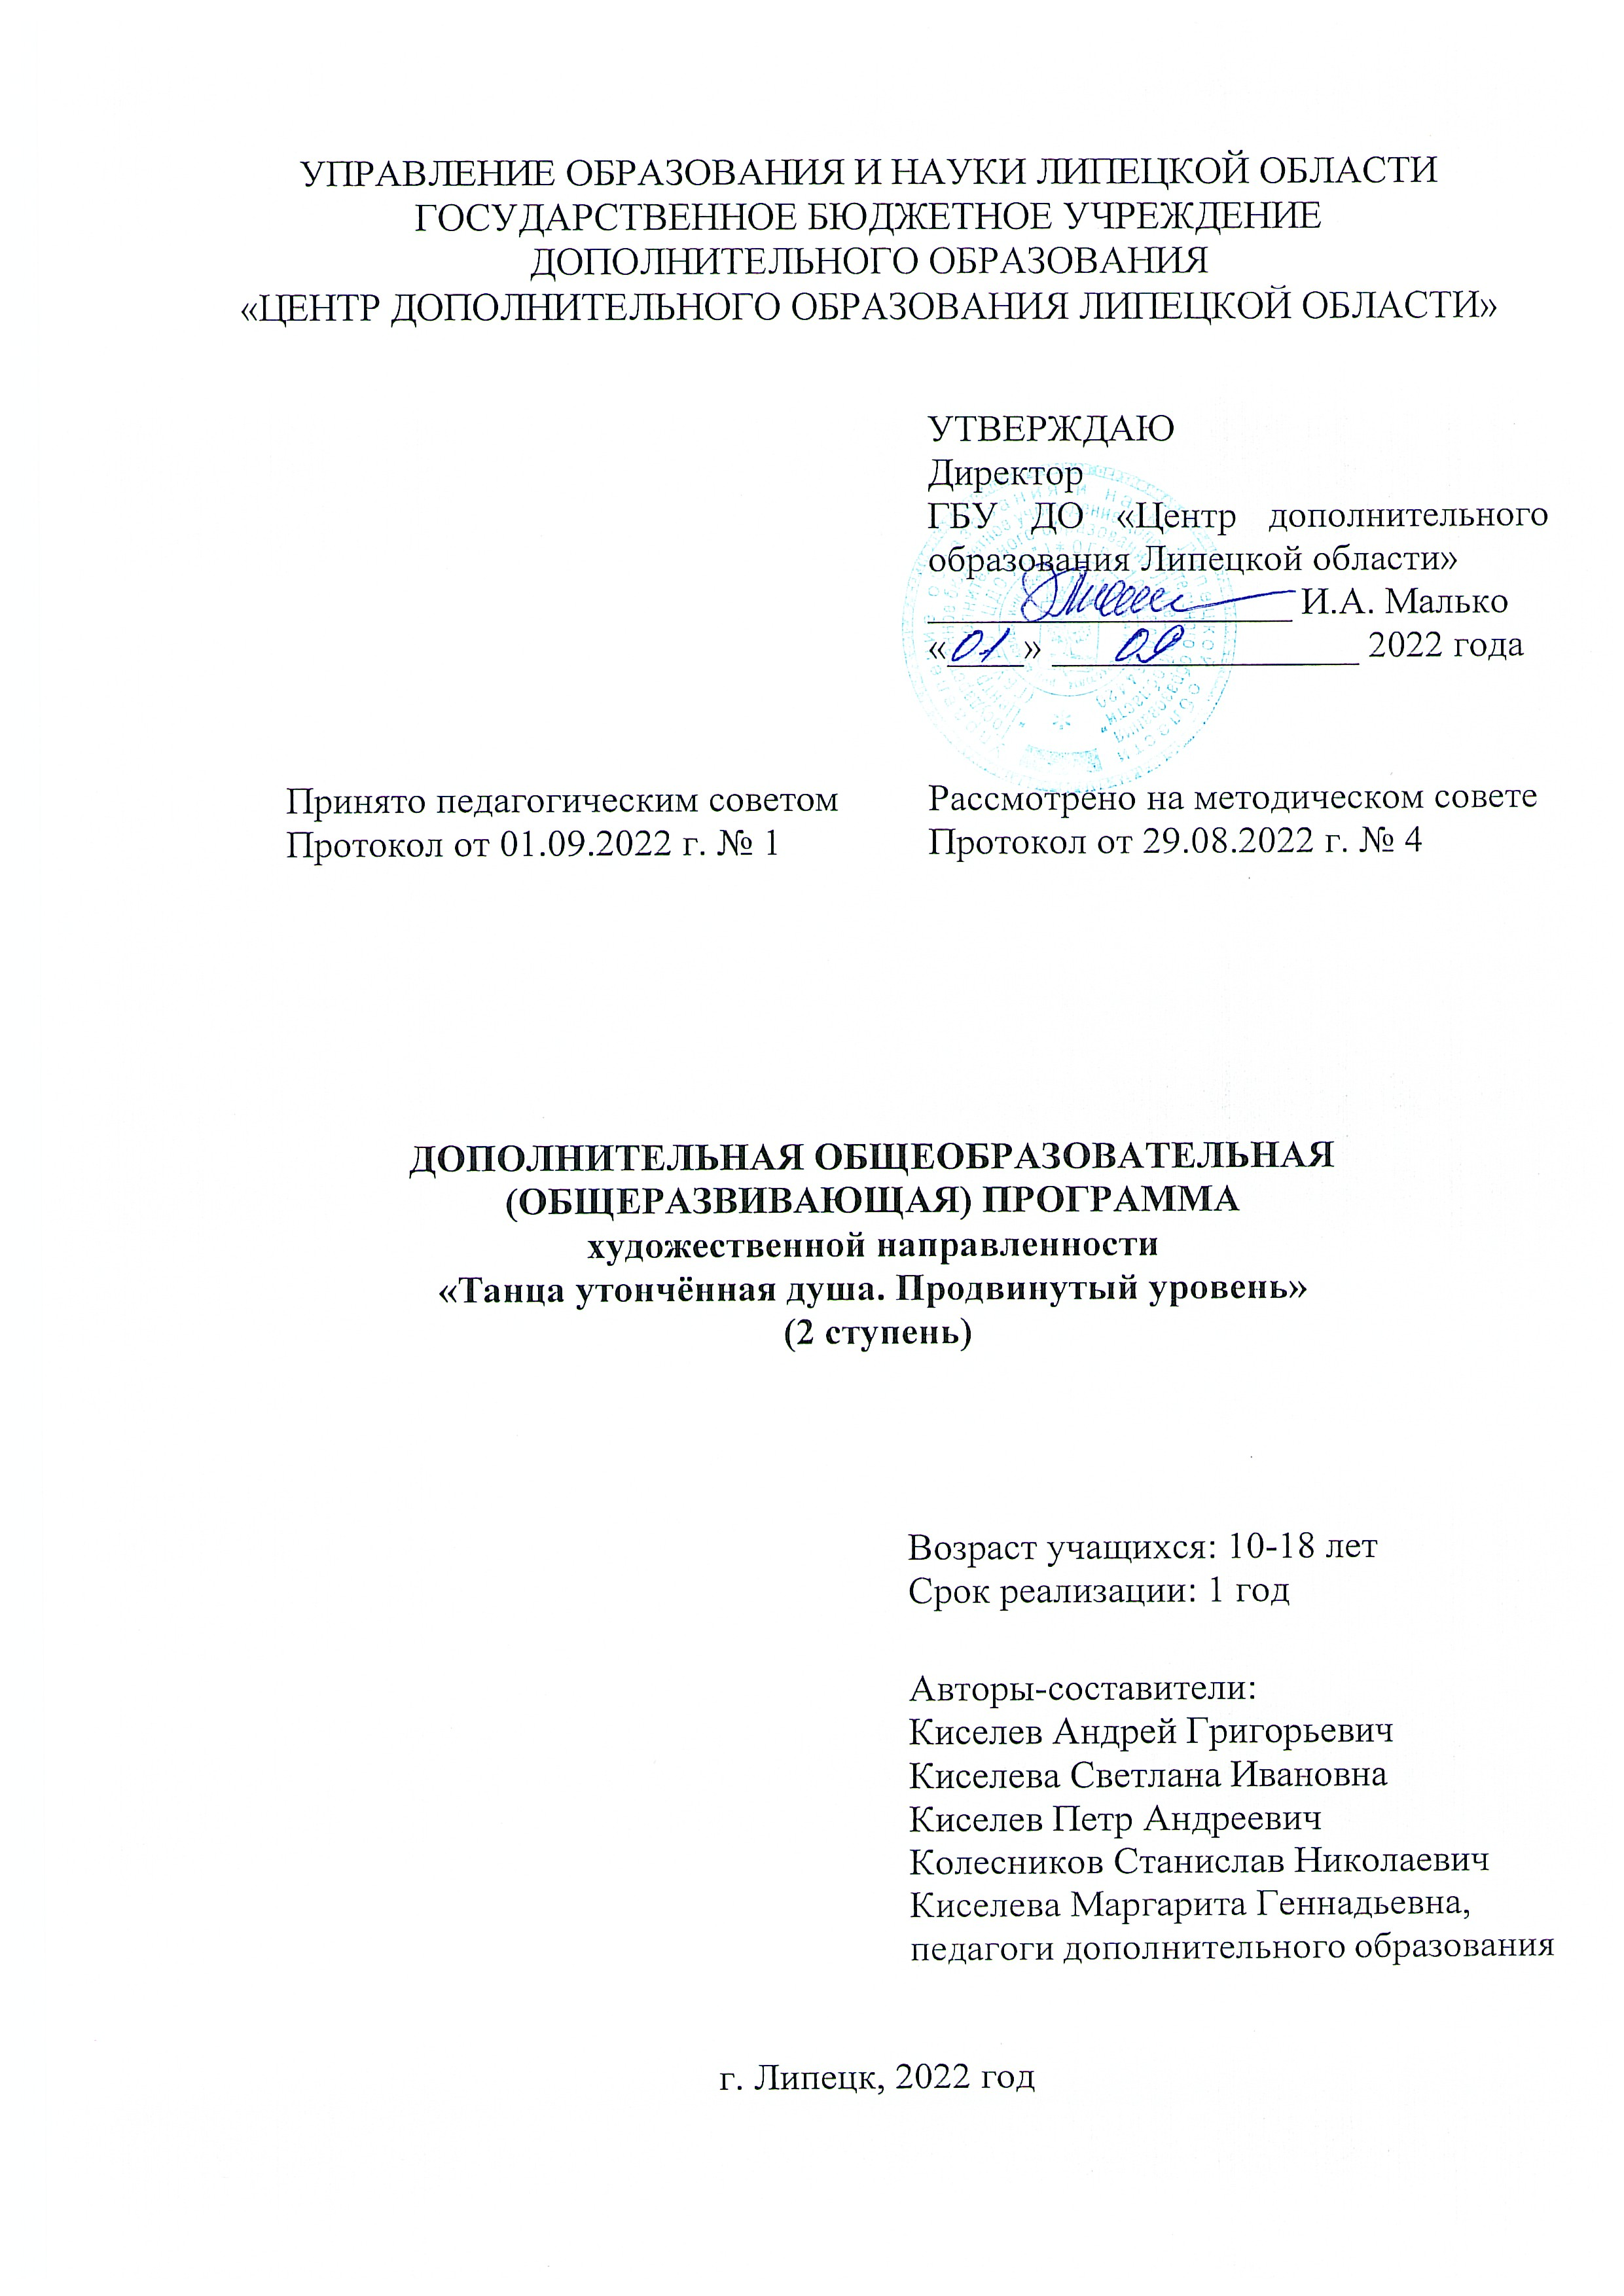 УПРАВЛЕНИЕ ОБРАЗОВАНИЯ И НАУКИ ЛИПЕЦКОЙ ОБЛАСТИ
ГОСУДАРСТВЕННОЕ БЮДЖЕТНОЕ УЧРЕЖДЕНИЕ
ДОПОЛНИТЕЛЬНОГО ОБРАЗОВАНИЯ
«ЦЕНТР ДОПОЛНИТЕЛЬНОГО ОБРАЗОВАНИЯ ЛИПЕЦКОЙ ОБЛАСТИ»
УТВЕРЖДАЮ
Директор
ГБУ ДО «Центр дополнительного
образования Липецкой области»
И.А. Малько
«01» 09 2022 года
Принято педагогическим советом
Протокол от 01.09.2022 г. № 1
Рассмотрено на методическом совете
Протокол от 29.08.2022 г. № 4
ДОПОЛНИТЕЛЬНАЯ ОБЩЕОБРАЗОВАТЕЛЬНАЯ
(ОБЩЕРАЗВИВАЮЩАЯ) ПРОГРАММА
художественной направленности
«Танца утончённая душа. Продвинутый уровень»
(2 ступень)
Возраст учащихся: 10-18 лет
Срок реализации: 1 год
Авторы-составители:
Киселев Андрей Григорьевич
Киселева Светлана Ивановна
Киселев Петр Андреевич
Колесников Станислав Николаевич
Киселева Маргарита Геннадьевна,
педагоги дополнительного образования
г. Липецк, 2022 год